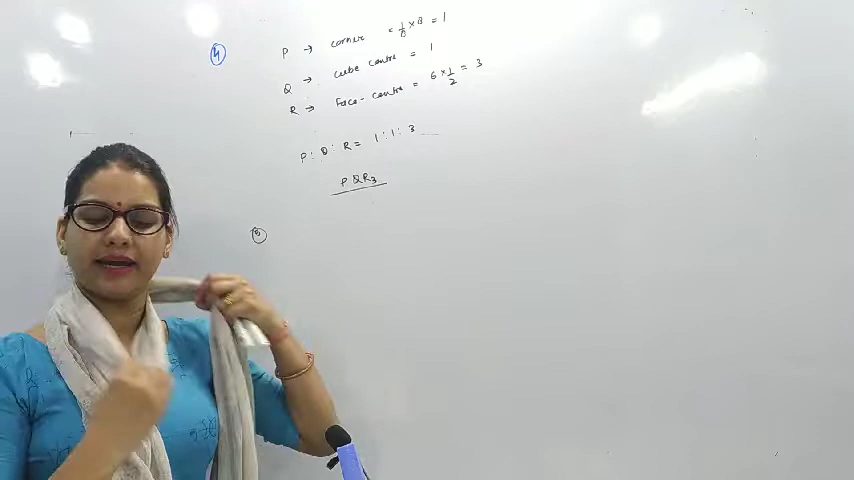 4 P → corner = 1/8 × 8 = 1
Q → cube centre = 1
R → Face-centre = 6 × 1/2 = 3
P : Q : R = 1 : 1 : 3
PQR₃
5